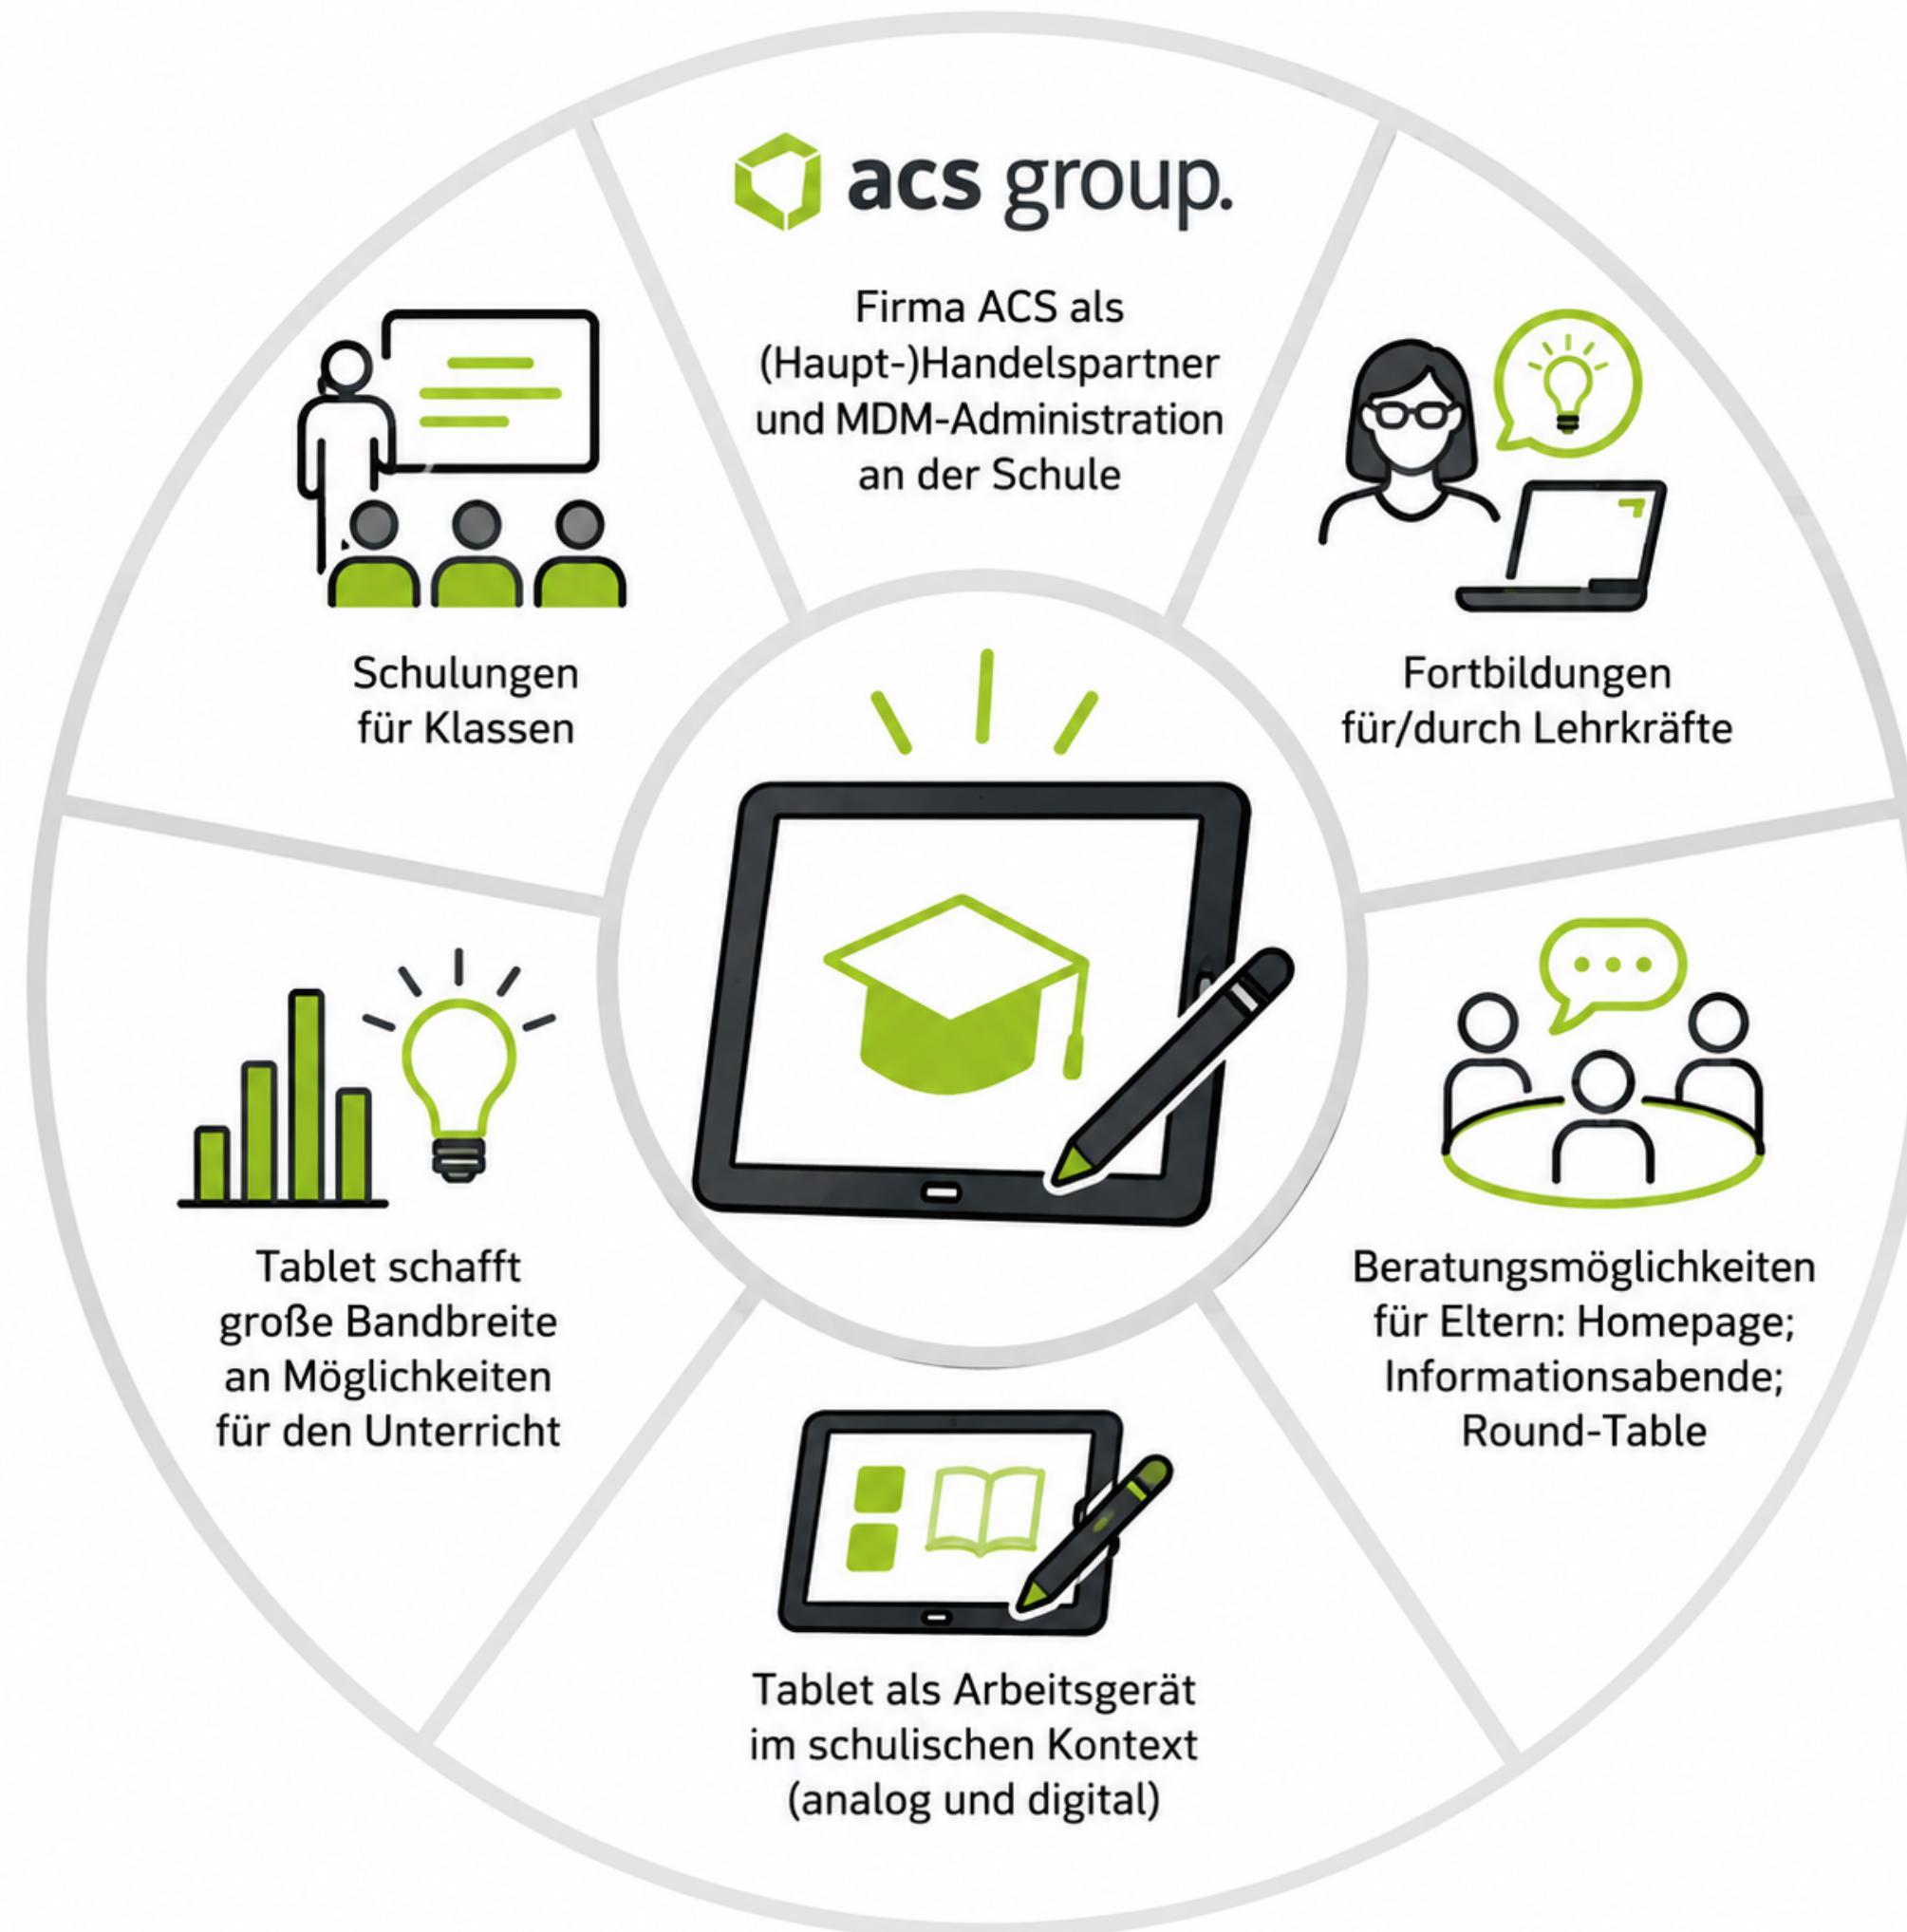 acs group.
Firma ACS als
(Haupt-)Handelspartner
und MDM-Administration
an der Schule
Fortbildungen
für/durch Lehrkräfte
Beratungsmöglichkeiten
für Eltern: Homepage;
Informationsabende;
Round-Table
Tablet als Arbeitsgerät
im schulischen Kontext
(analog und digital)
Tablet schafft
große Bandbreite
an Möglichkeiten
für den Unterricht
Schulungen
für Klassen